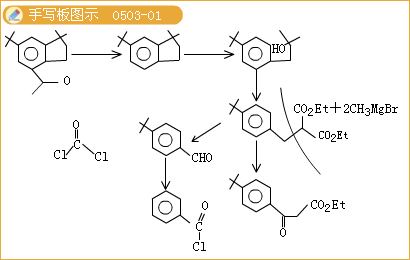 手写板图示 0503-01
O
HO
CO2Et+2CH3MgBr
CO2Et
O
Cl
Cl
CHO
O
Cl
CO2Et
O